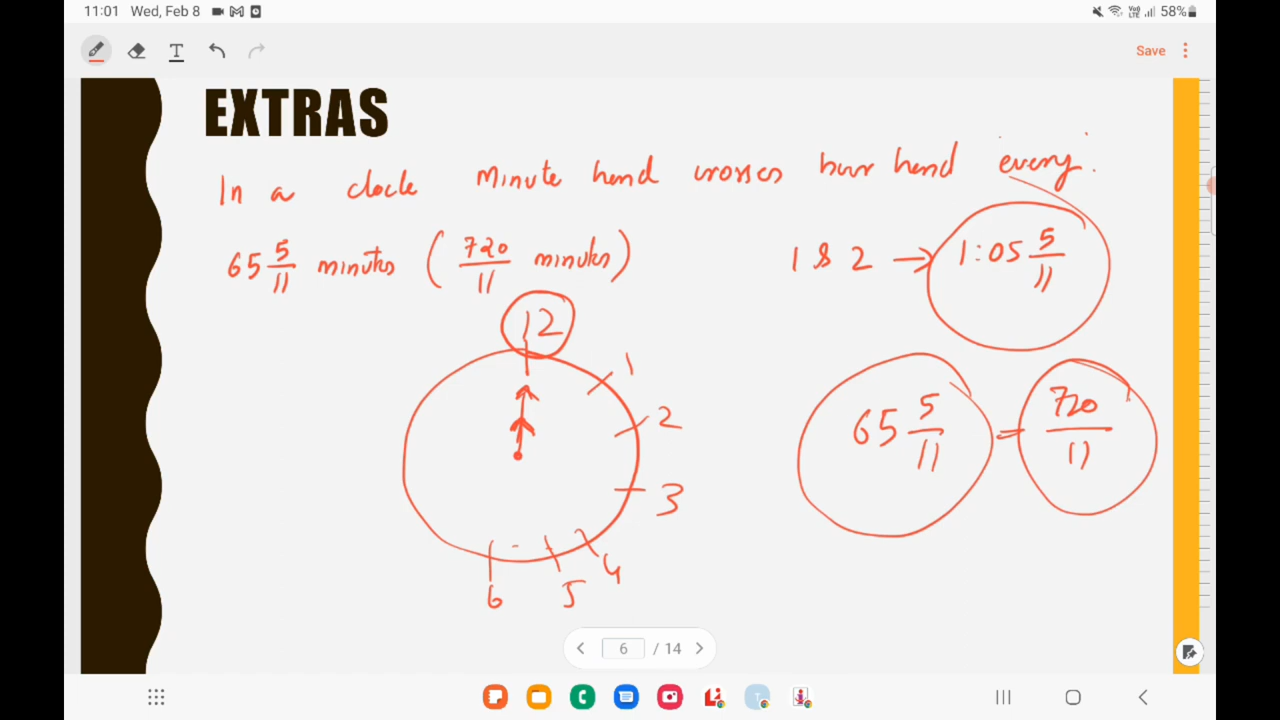 11:01 Wed, Feb 8
VoD LTE 58%
T Save
EXTRAS
In a clock minute hand crosses hour hand every
65 5/11 minutes (720/11 minutes)
1 & 2 → 1:05 5/11
12
1
2
3
4
5
6
65 5/11 = 720/11
6 / 14